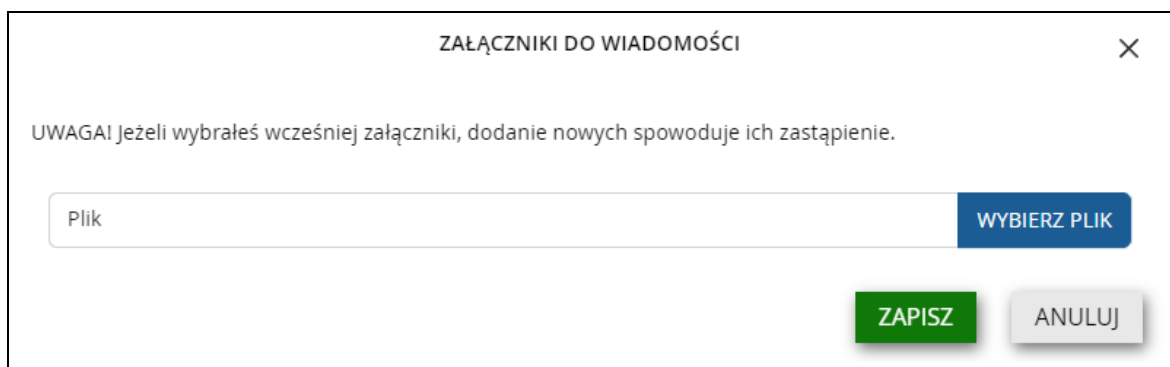 ZAŁĄCZNIKI DO WIADOMOŚCI
UWAGA! Jeżeli wybrałeś wcześniej załączniki, dodanie nowych spowoduje ich zastąpienie.
Plik
WYBIERZ PLIK
ZAPISZ
ANULUJ